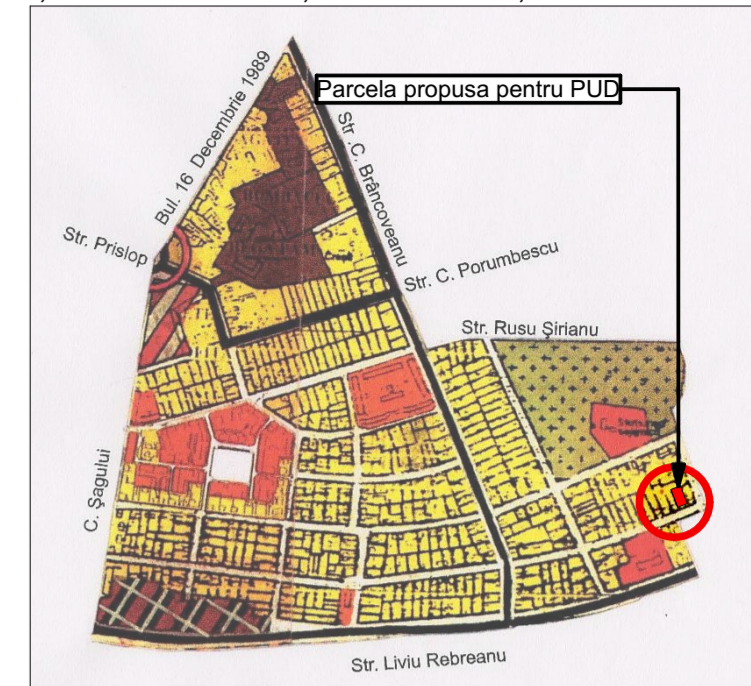 Parcela propusa pentru PUD
Bul. 16 Decembrie 1989
Str .C. Brâncoveanu
Str. Prislop
Str. C. Porumbescu
Str. Rusu Şirianu
C. Şagului
Str. Liviu Rebreanu